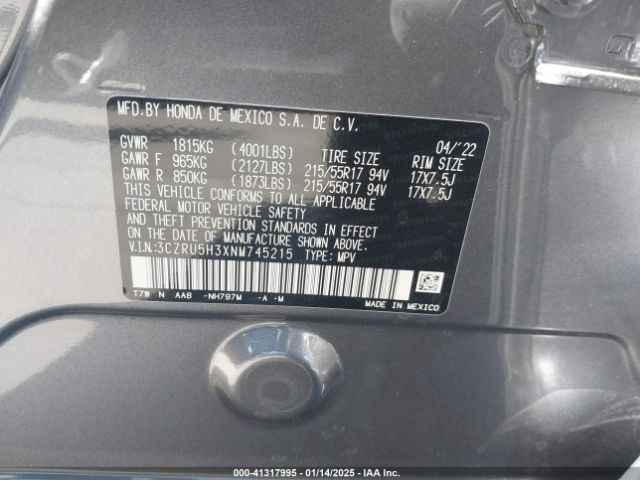 MFD.BY HONDA DE MEXICO S.A. DE C.V.
04/'22
GVWR 1815KG (4001LBS) TIRE SIZE RIM SIZE
GAWR F 965KG (2127LBS) 215/55R17 94V 17X7.5J
GAWR R 850KG (1873LBS) 215/55R17 94V 17X7.5J
THIS VEHICLE CONFORMS TO ALL APPLICABLE
FEDERAL MOTOR VEHICLE SAFETY
AND THEFT PREVENTION STANDARDS IN EFFECT
ON THE DATE OF MANUFACTURE SHOWN ABOVE.
V.I.N:3CZRU5H3XNM745215 TYPE: MPV
T7W N AA8 -NH797M -A -M
MADE IN MEXICO
000-41317995 - 01/14/2025 - IAA Inc.